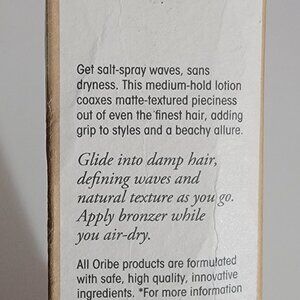 Get salt-spray waves, sans
dryness. This medium-hold lotion
coaxes matte-textured pieciness
out of even the finest hair, adding
grip to styles and a beachy allure.
Glide into damp hair,
defining waves and
natural texture as you go.
Apply bronzer while
you air-dry.
All Oribe products are formulated
with safe, high quality, innovative
ingredients. *For more information